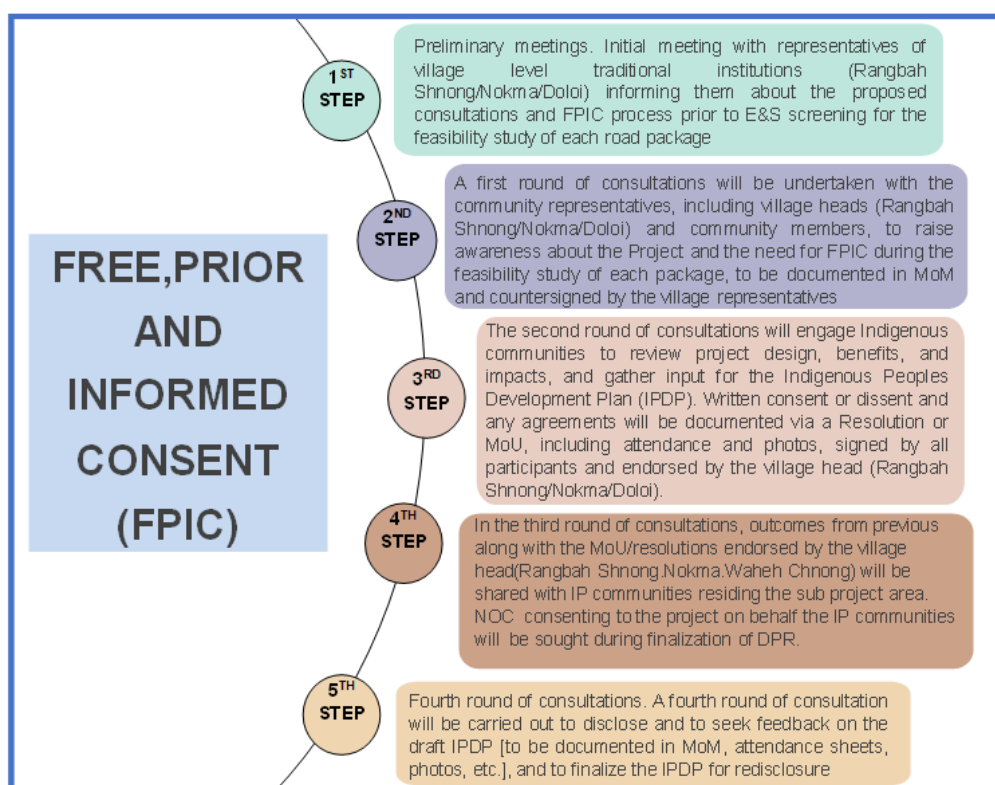 FREE,PRIOR
AND
INFORMED
CONSENT
(FPIC)
1ST
STEP
Preliminary meetings. Initial meeting with representatives of
village level traditional institutions (Rangbah
Shnong/Nokma/Doloi) informing them about the proposed
consultations and FPIC process prior to E&S screening for the
feasibility study of each road package
2ND
STEP
A first round of consultations will be undertaken with the
community representatives, including village heads (Rangbah
Shnong/Nokma/Doloi) and community members, to raise
awareness about the Project and the need for FPIC during the
feasibility study of each package, to be documented in MoM
and countersigned by the village representatives
3RD
STEP
The second round of consultations will engage Indigenous
communities to review project design, benefits, and
impacts, and gather input for the Indigenous Peoples
Development Plan (IPDP). Written consent or dissent and
any agreements will be documented via a Resolution or
MoU, including attendance and photos, signed by all
participants and endorsed by the village head (Rangbah
Shnong/Nokma/Doloi).
4TH
STEP
In the third round of consultations, outcomes from previous
along with the MoU/resolutions endorsed by the village
head(Rangbah Shnong.Nokma.Waheh Chnong) will be
shared with IP communities residing the sub project area.
NOC consenting to the project on behalf the IP communities
will be sought during finalization of DPR.
5TH
STEP
Fourth round of consultations. A fourth round of consultation
will be carried out to disclose and to seek feedback on the
draft IPDP [to be documented in MoM, attendance sheets,
photos, etc.], and to finalize the IPDP for redisclosure